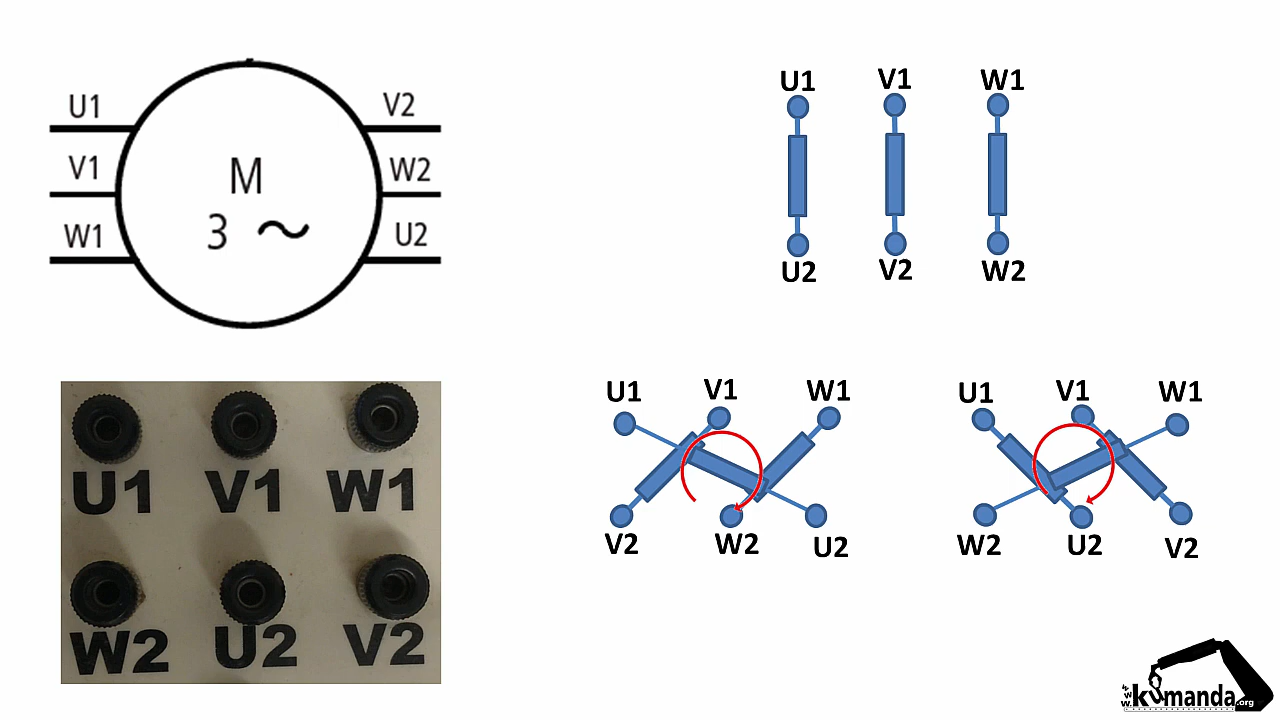 U1 V2
V1 M W2
W1 3 ~ U2
U1 V1 W1
U2 V2 W2
U1 V1 W1
W2 U2 V2
U1 V1 W1
V2 W2 U2
U1 V1 W1
W2 U2 V2
www.kumanda.org